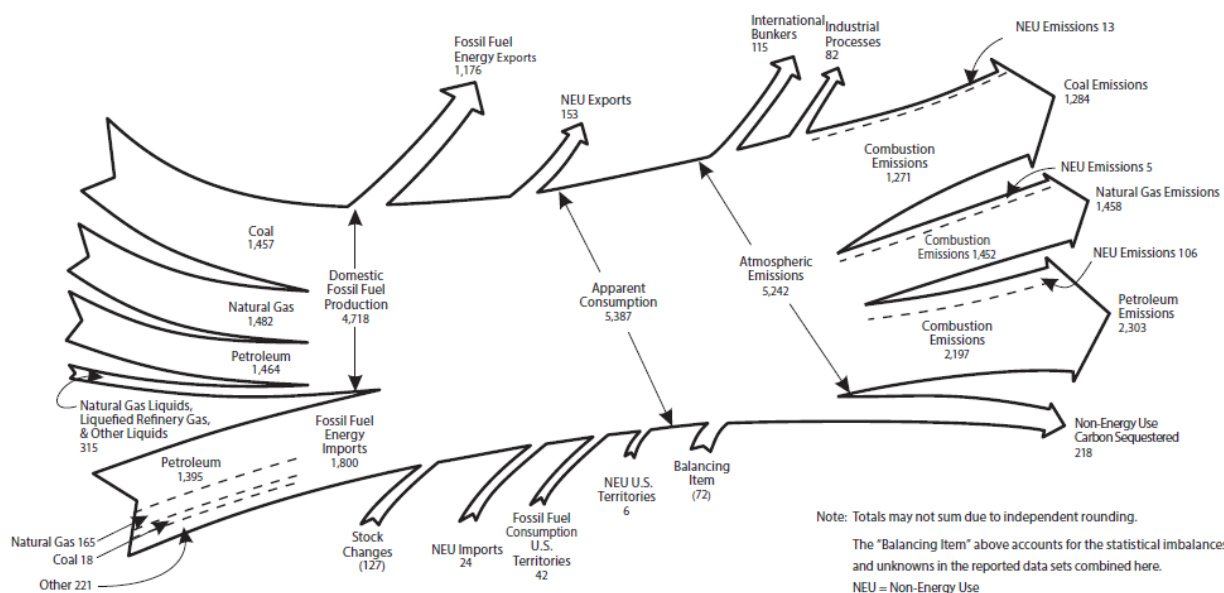 International
Bunkers
115
Industrial
Processes
82
NEU Emissions 13
Fossil Fuel
Energy Exports
1,176
NEU Exports
153
Coal Emissions
1,284
Combustion
Emissions
1,271
NEU Emissions 5
Natural Gas Emissions
1,458
Coal
1,457
Combustion
Emissions 1,452
NEU Emissions 106
Domestic
Fossil Fuel
Production
4,718
Atmospheric
Emissions
5,242
Apparent
Consumption
5,387
Natural Gas
1,482
Petroleum
Emissions
2,303
Combustion
Emissions
2,197
Petroleum
1,464
Natural Gas Liquids,
Liquefied Refinery Gas,
& Other Liquids
315
Fossil Fuel
Energy
Imports
1,800
Non-Energy Use
Carbon Sequestered
218
Petroleum
1,395
Balancing
Item
(72)
NEU U.S.
Territories
6
Fossil Fuel
Consumption
U.S.
Territories
42
Stock
Changes
(127)
NEU Imports
24
Natural Gas 165
Coal 18
Other 221
Note: Totals may not sum due to independent rounding.
The "Balancing Item" above accounts for the statistical imbalances
and unknowns in the reported data sets combined here.
NEU = Non-Energy Use